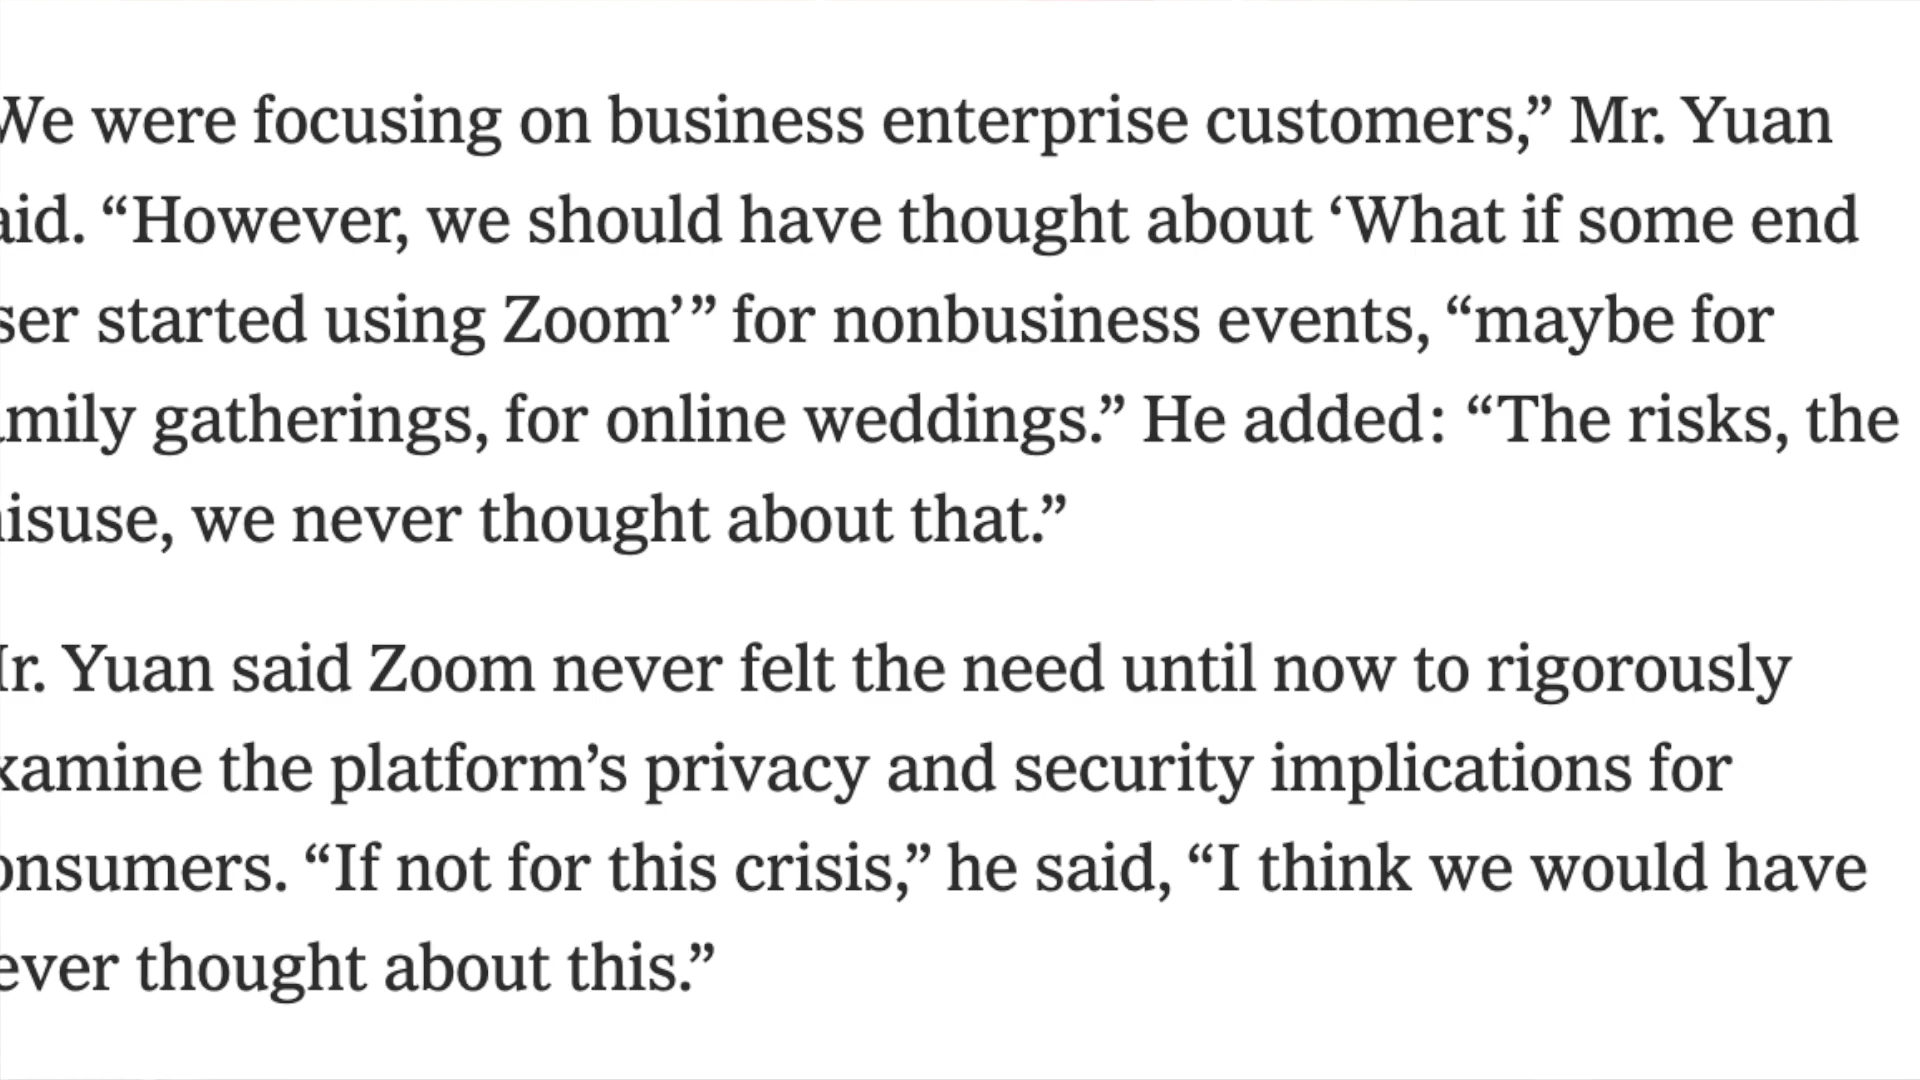 We were focusing on business enterprise customers,” Mr. Yuan
aid. “However, we should have thought about ‘What if some end
ser started using Zoom’” for nonbusiness events, “maybe for
mily gatherings, for online weddings.” He added: “The risks, the
isuse, we never thought about that.”
r. Yuan said Zoom never felt the need until now to rigorously
xamine the platform’s privacy and security implications for
onsumers. “If not for this crisis,” he said, “I think we would have
ever thought about this.”